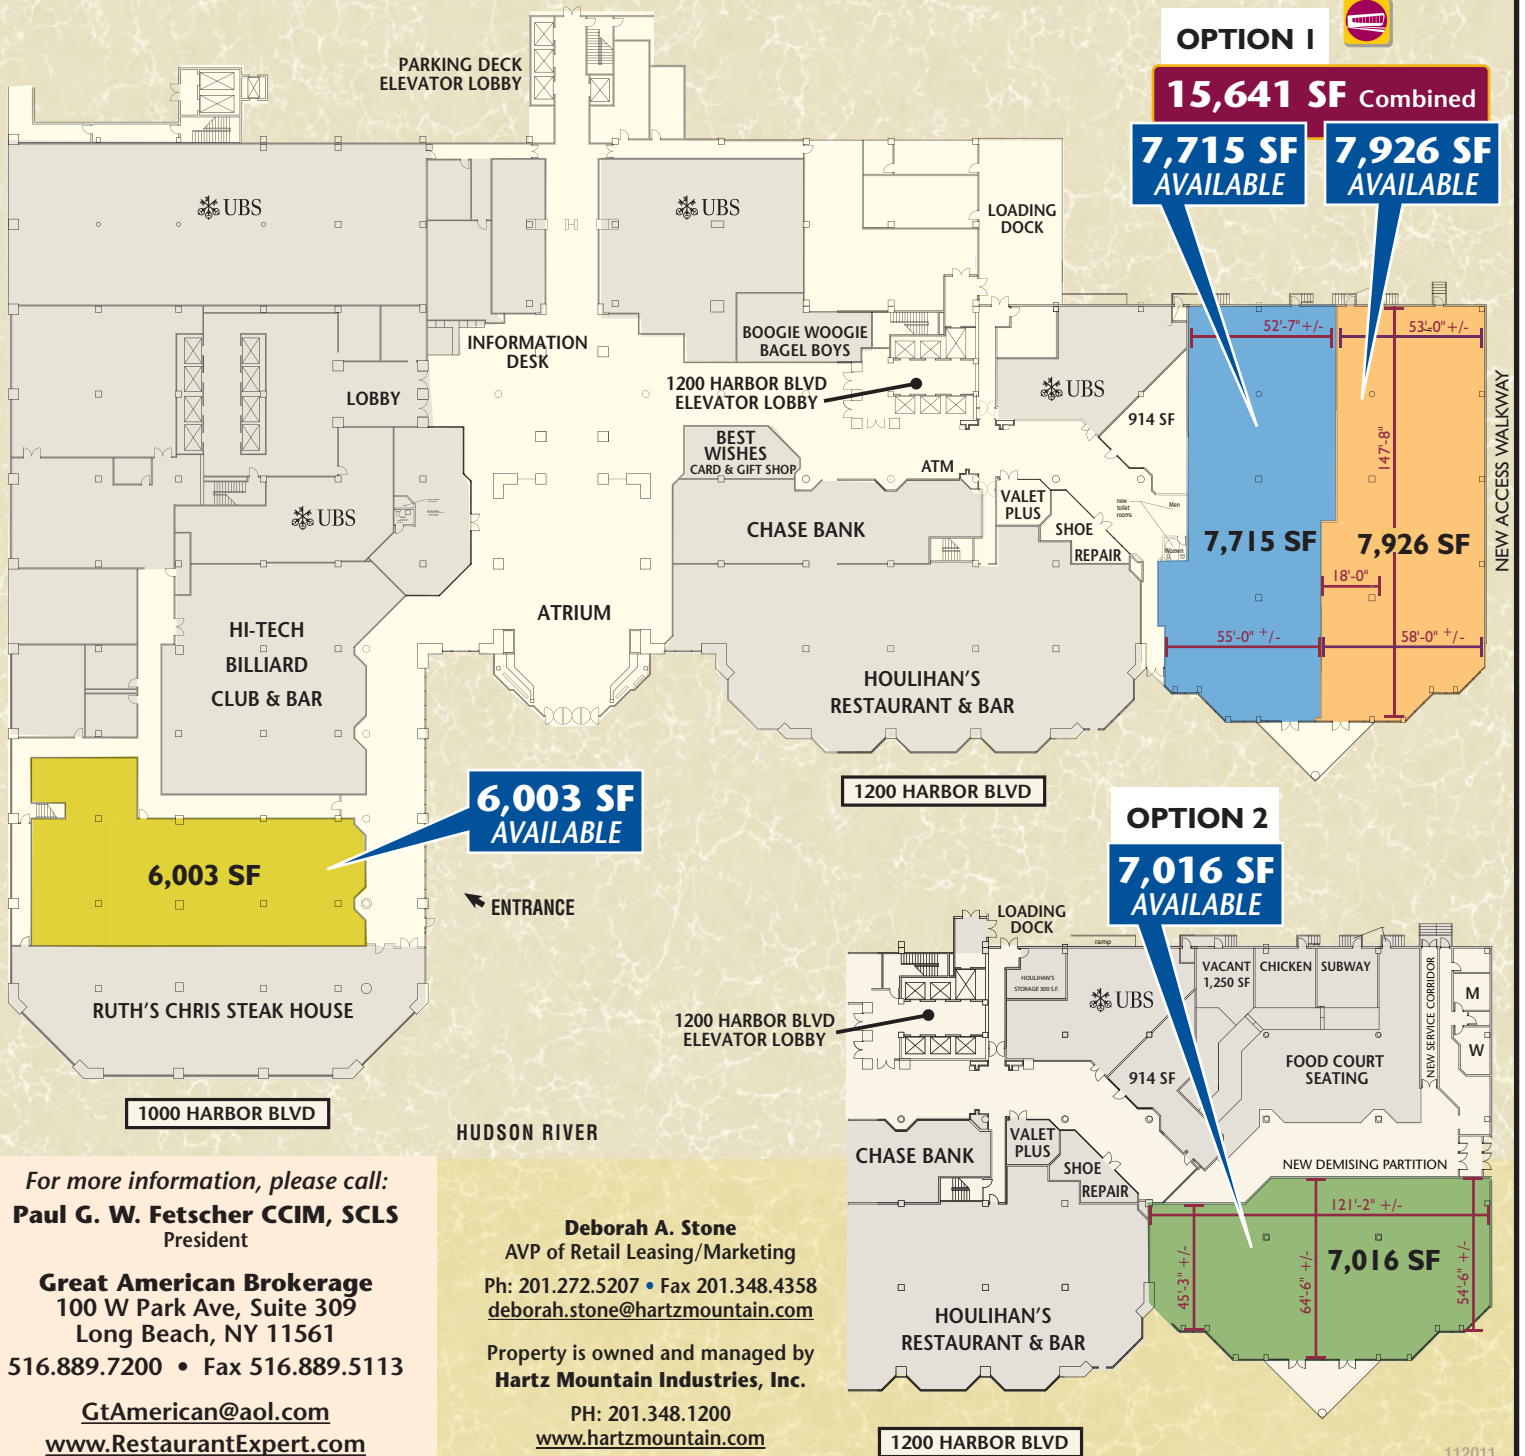 OPTION 1
15,641 SF Combined
7,715 SF
AVAILABLE
7,926 SF
AVAILABLE
PARKING DECK
ELEVATOR LOBBY
UBS
UBS
LOADING
DOCK
52'-7" +/-
53'-0" +/-
INFORMATION
DESK
BOOGIE WOOGIE
BAGEL BOYS
1200 HARBOR BLVD
ELEVATOR LOBBY
UBS
LOBBY
914 SF
147'-8"
NEW ACCESS WALKWAY
BEST
WISHES
CARD & GIFT SHOP
ATM
VALET
PLUS
new
toilet
rooms
Men
Women
UBS
CHASE BANK
SHOE
REPAIR
7,715 SF
7,926 SF
18'-0"
ATRIUM
HI-TECH
BILLIARD
CLUB & BAR
55'-0" +/-
58'-0" +/-
HOULIHAN'S
RESTAURANT & BAR
1200 HARBOR BLVD
6,003 SF
AVAILABLE
6,003 SF
ENTRANCE
RUTH'S CHRIS STEAK HOUSE
1000 HARBOR BLVD
HUDSON RIVER
OPTION 2
7,016 SF
AVAILABLE
LOADING
DOCK
ramp
HOULIHAN'S
STORAGE 300 S.F.
UBS
VACANT
1,250 SF
CHICKEN
SUBWAY
NEW SERVICE CORRIDOR
M
W
1200 HARBOR BLVD
ELEVATOR LOBBY
914 SF
FOOD COURT
SEATING
CHASE BANK
VALET
PLUS
SHOE
REPAIR
NEW DEMISING PARTITION
121'-2" +/-
45'-3" +/-
64'-6" +/-
54'-6" +/-
7,016 SF
HOULIHAN'S
RESTAURANT & BAR
1200 HARBOR BLVD
For more information, please call:
Paul G. W. Fetscher CCIM, SCLS
President
Great American Brokerage
100 W Park Ave, Suite 309
Long Beach, NY 11561
516.889.7200 • Fax 516.889.5113
GtAmerican@aol.com
www.RestaurantExpert.com
Deborah A. Stone
AVP of Retail Leasing/Marketing
Ph: 201.272.5207 • Fax 201.348.4358
deborah.stone@hartzmountain.com
Property is owned and managed by
Hartz Mountain Industries, Inc.
PH: 201.348.1200
www.hartzmountain.com
112011